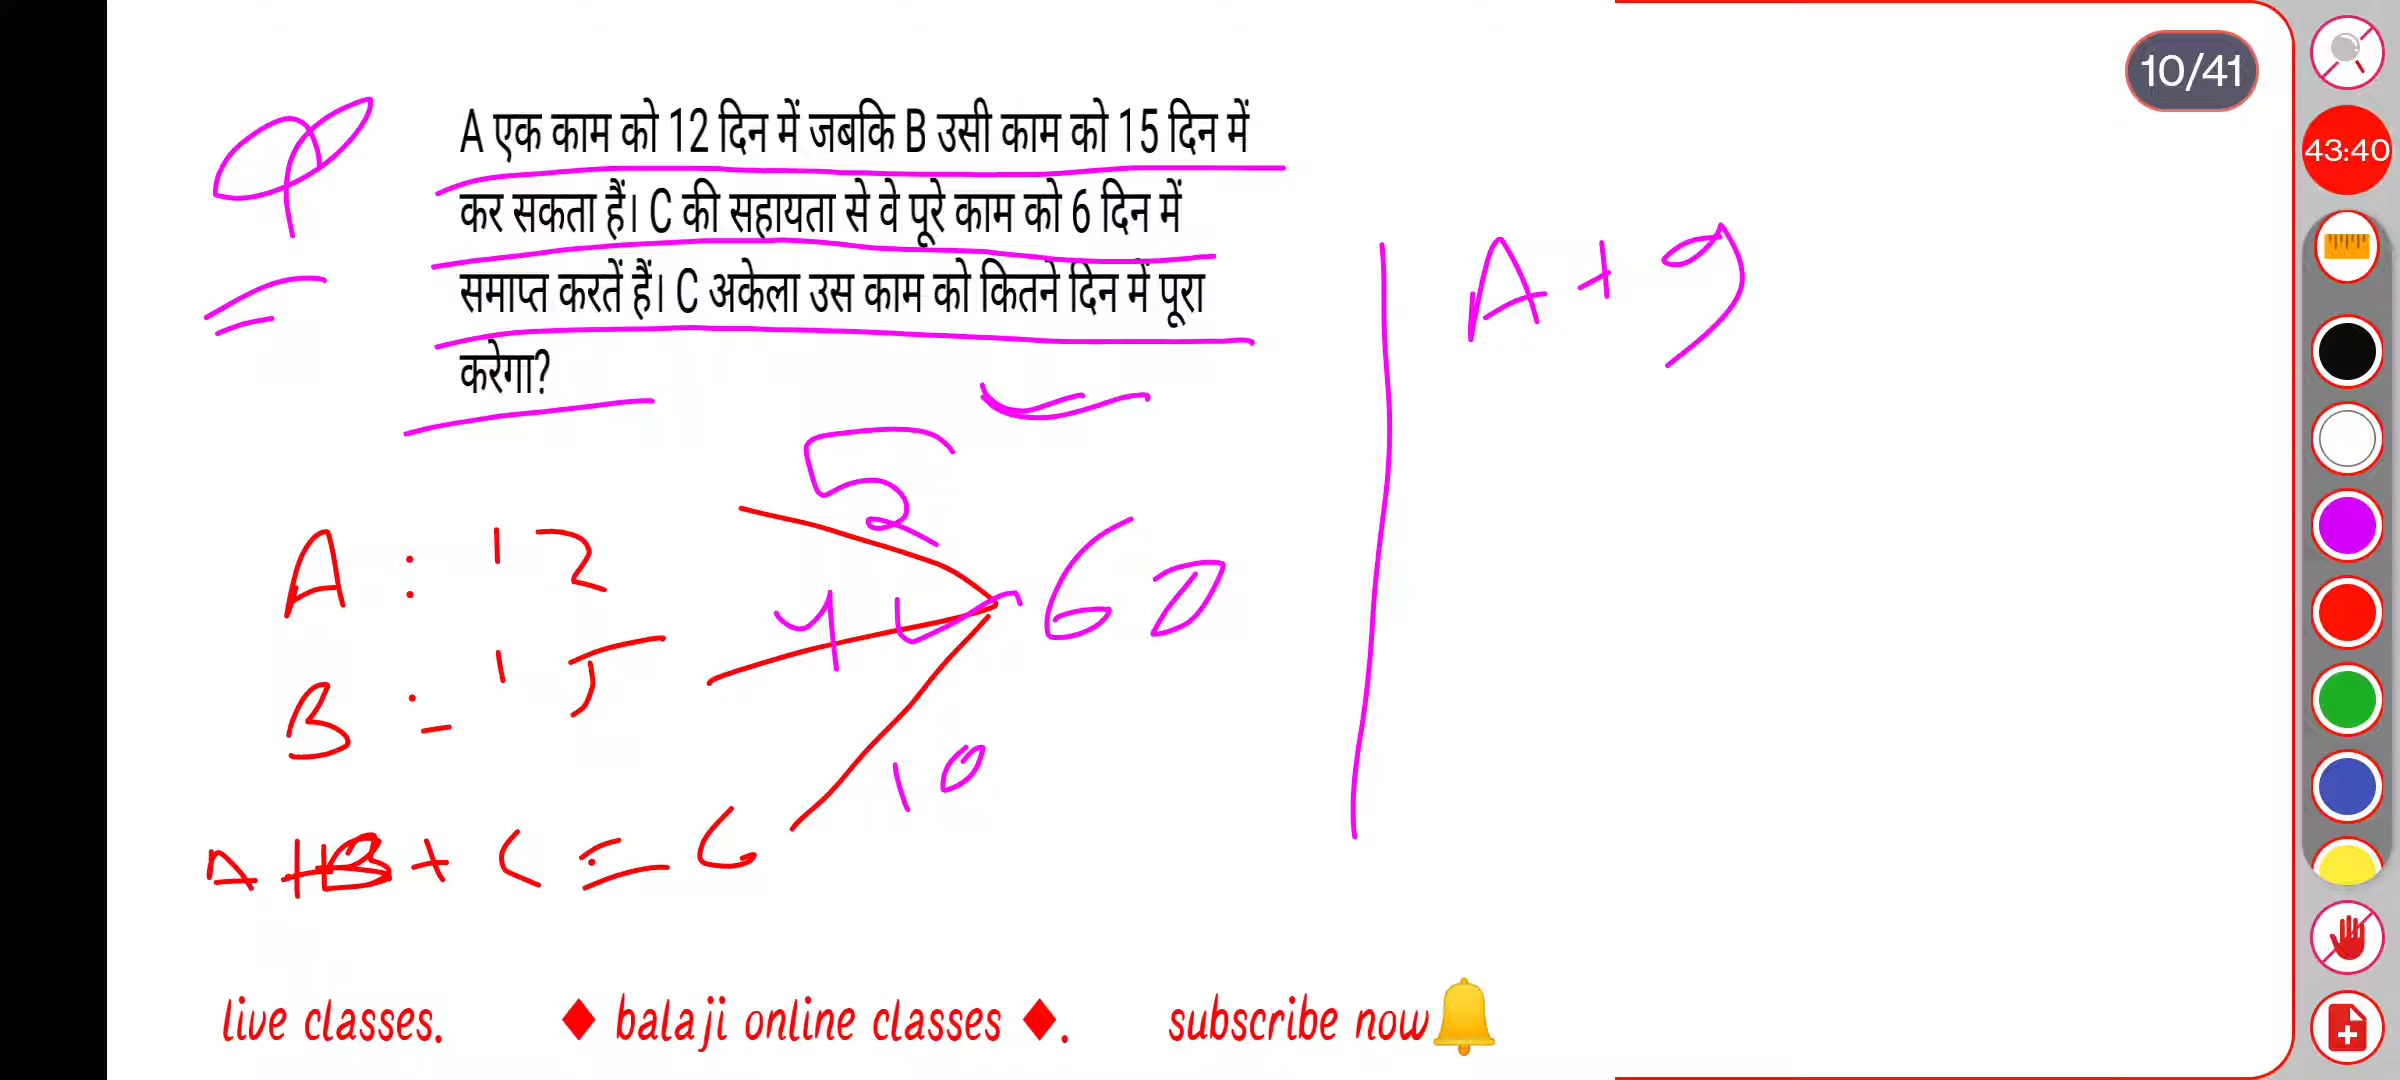 A एक काम को 12 दिन में जबकि B उसी काम को 15 दिन में
कर सकता हैं। C की सहायता से वे पूरे काम को 6 दिन में
समाप्त करतें हैं। C अकेला उस काम को कितने दिन में पूरा
करेगा?
A : 12
B :- 15
A+B + C = 6
5
4
10
60
A +
10/41
43:40
live classes. ♦ balaji online classes ♦. subscribe now🔔